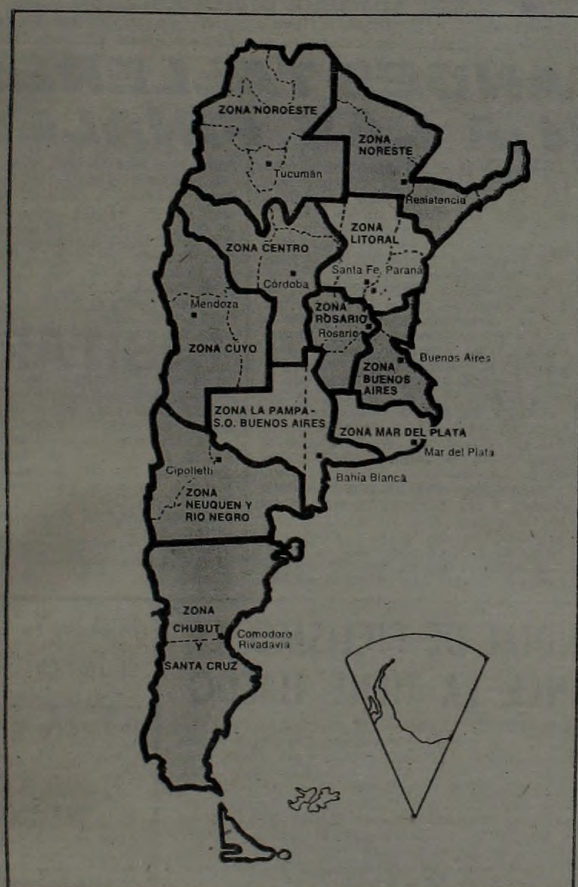 ZONA NOROESTE
ZONA
NORESTE
Tucumán
Resistencia
ZONA
LITORAL
ZONA CENTRO
Santa Fe, Paraná
Córdoba
Mendoza
ZONA
ROSARIO
Rosario
ZONA CUYO
Buenos Aires
ZONA
BUENOS
AIRES
ZONA LA PAMPA-
S.O. BUENOS AIRES
ZONA MAR DEL PLATA
Mar del Plata
Cipolletti
Bahía Blanca
ZONA
NEUQUEN Y
RIO NEGRO
ZONA
CHUBUT
Y
SANTA CRUZ
Comodoro
Rivadavia